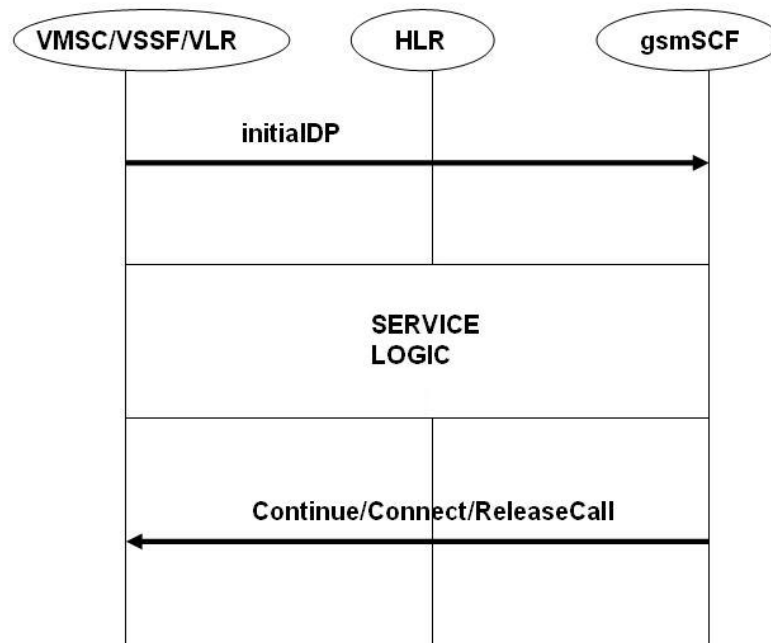 VMSC/VSSF/VLR HLR gsmSCF
initialDP
SERVICE
LOGIC
Continue/Connect/ReleaseCall